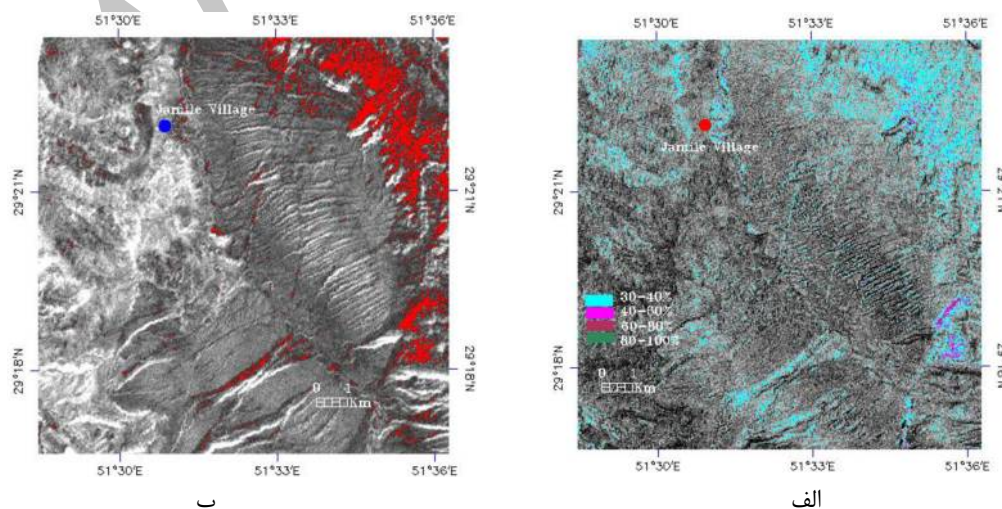 51°30'E 51°33'E 51°36'E
Jamile Village
29°21'N 29°21'N
29°18'N 29°18'N
0 1
Km
51°30'E 51°33'E 51°36'E
ب
51°30'E 51°33'E 51°36'E
Jamile Village
29°21'N
30-40%
40-60%
60-80%
80-100%
29°18'N
0 1
Km
51°30'E 51°33'E 51°36'E
الف